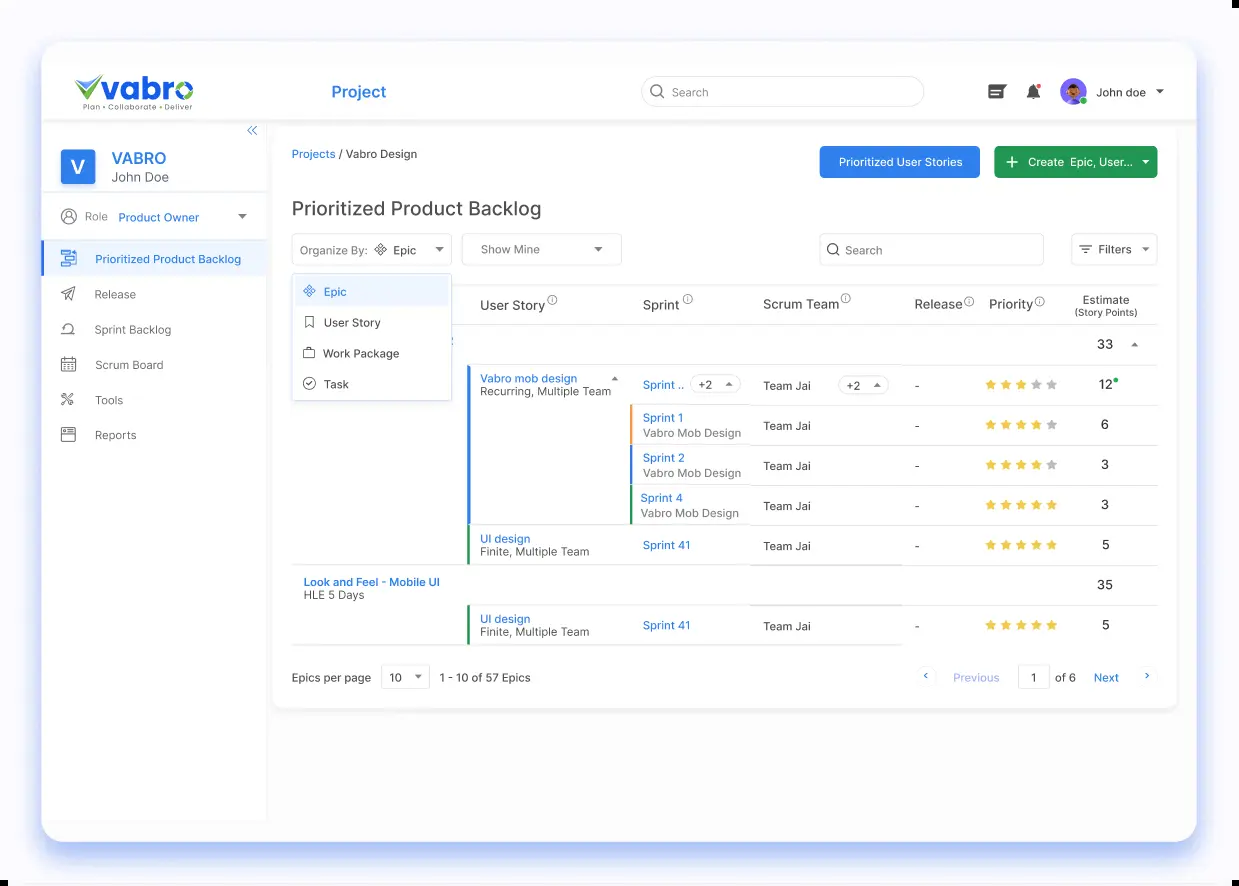 vabro
Plan • Collaborate • Deliver
Project
Search
John doe
V
VABRO
John Doe
Role Product Owner
Prioritized Product Backlog
Release
Sprint Backlog
Scrum Board
Tools
Reports
Projects / Vabro Design
Prioritized User Stories
+ Create Epic, User...
Prioritized Product Backlog
Organize By: Epic
Show Mine
Search
Filters
Epic
User Story
Work Package
Task
User Story
Sprint
Scrum Team
Release
Priority
Estimate
(Story Points)
33
Vabro mob design
Recurring, Multiple Team
Sprint .. +2 Team Jai +2 - 12
Sprint 1
Vabro Mob Design
Team Jai - 6
Sprint 2
Vabro Mob Design
Team Jai - 3
Sprint 4
Vabro Mob Design
Team Jai - 3
UI design
Finite, Multiple Team
Sprint 41 Team Jai - 5
Look and Feel - Mobile UI
HLE 5 Days
35
UI design
Finite, Multiple Team
Sprint 41 Team Jai - 5
Epics per page 10 1 - 10 of 57 Epics
Previous 1 of 6 Next